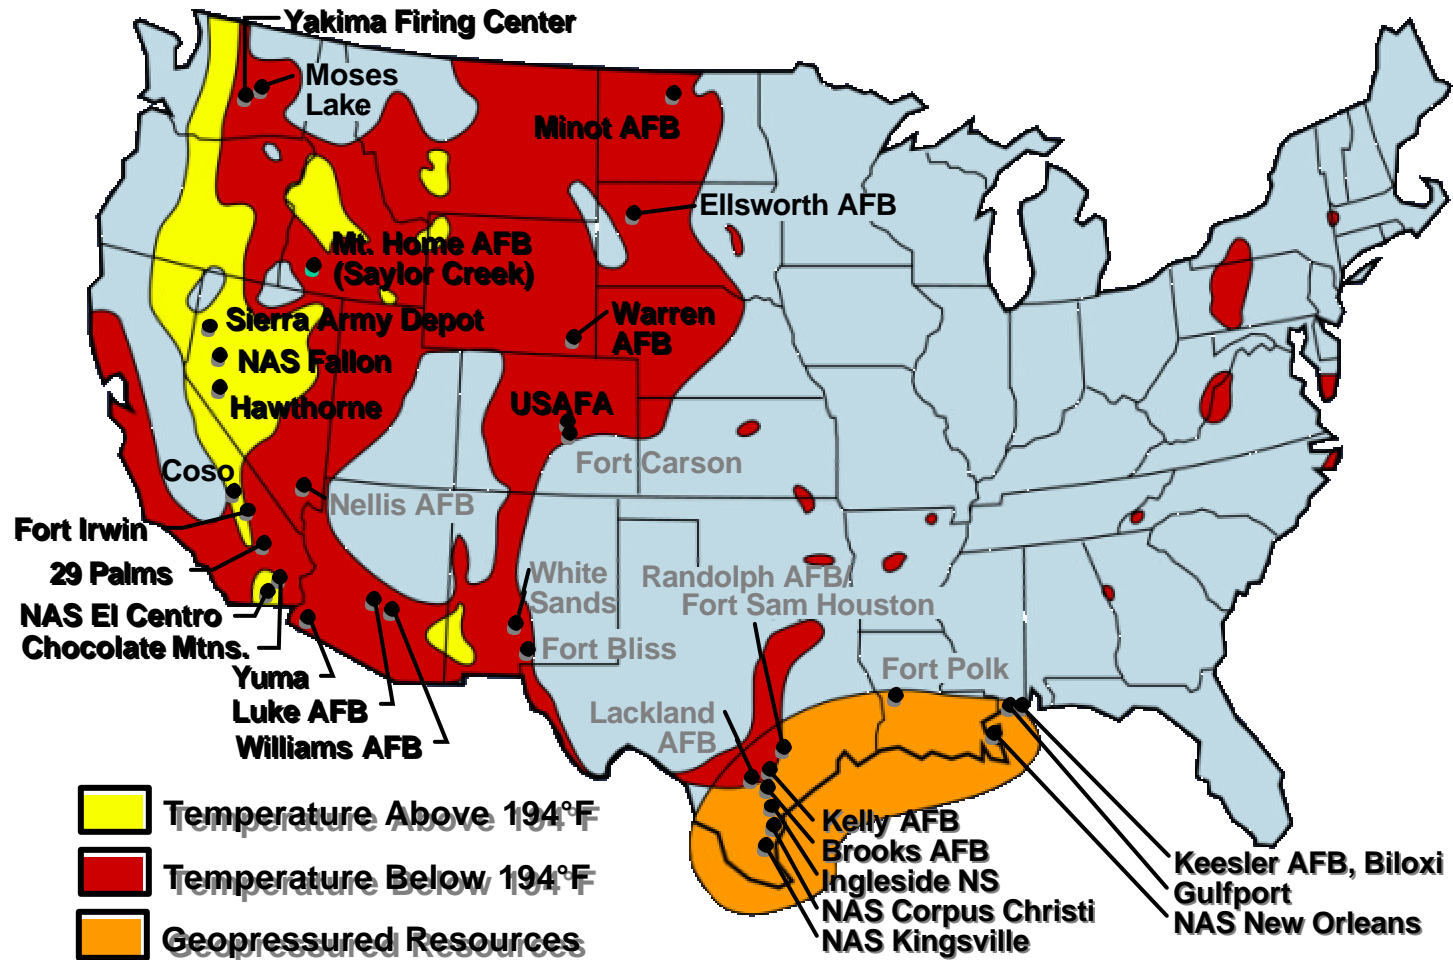 Yakima Firing Center
Moses
Lake
Minot AFB
Ellsworth AFB
Mt. Home AFB
(Saylor Creek)
Sierra Army Depot
Warren
AFB
NAS Fallon
Hawthorne
USAFA
Fort Carson
Coso
Nellis AFB
Fort Irwin
29 Palms
White
Sands
Randolph AFB/
Fort Sam Houston
NAS El Centro
Chocolate Mtns.
Fort Bliss
Yuma
Luke AFB
Williams AFB
Fort Polk
Lackland
AFB
Temperature Above 194°F
Temperature Below 194°F
Geopressured Resources
Kelly AFB
Brooks AFB
Ingleside NS
NAS Corpus Christi
NAS Kingsville
Keesler AFB, Biloxi
Gulfport
NAS New Orleans